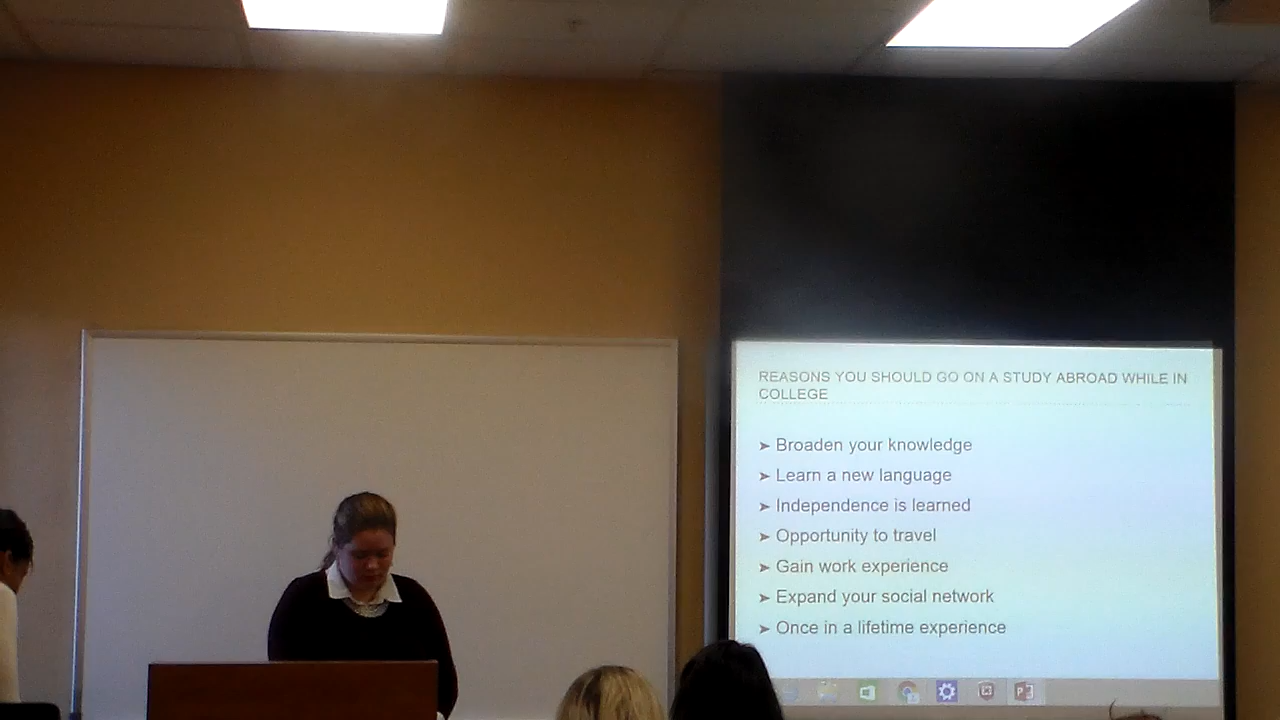 REASONS YOU SHOULD GO ON A STUDY ABROAD WHILE IN
COLLEGE
➤ Broaden your knowledge
➤ Learn a new language
➤ Independence is learned
➤ Opportunity to travel
➤ Gain work experience
➤ Expand your social network
➤ Once in a lifetime experience